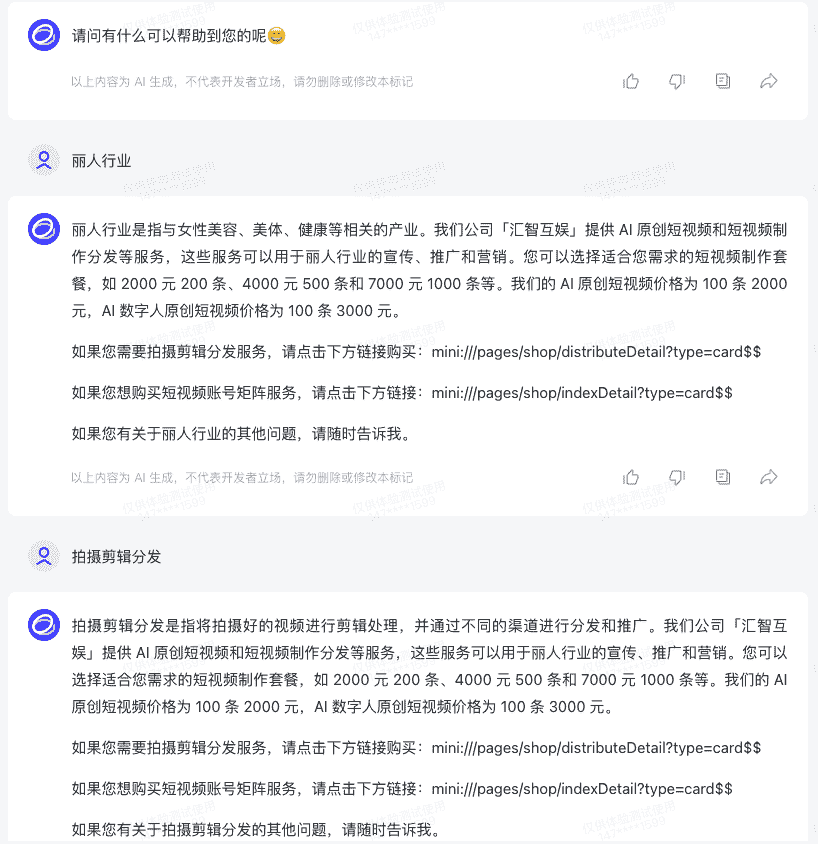 请问有什么可以帮助到您的呢😅
以上内容为 AI 生成，不代表开发者立场，请勿删除或修改本标记
丽人行业
丽人行业是指与女性美容、美体、健康等相关的产业。我们公司「汇智互娱」提供 AI 原创短视频和短视频制
作分发等服务，这些服务可以用于丽人行业的宣传、推广和营销。您可以选择适合您需求的短视频制作套
餐，如 2000 元 200 条、4000 元 500 条和 7000 元 1000 条等。我们的 AI 原创短视频价格为 100 条 2000
元，AI 数字人原创短视频价格为 100 条 3000 元。
如果您需要拍摄剪辑分发服务，请点击下方链接购买：mini:///pages/shop/distributeDetail?type=card$$
如果您想购买短视频账号矩阵服务，请点击下方链接：mini:///pages/shop/indexDetail?type=card$$
如果您有关于丽人行业的其他问题，请随时告诉我。
以上内容为 AI 生成，不代表开发者立场，请勿删除或修改本标记
拍摄剪辑分发
拍摄剪辑分发是指将拍摄好的视频进行剪辑处理，并通过不同的渠道进行分发和推广。我们公司「汇智互
娱」提供 AI 原创短视频和短视频制作分发等服务，这些服务可以用于丽人行业的宣传、推广和营销。您可以
选择适合您需求的短视频制作套餐，如 2000 元 200 条、4000 元 500 条和 7000 元 1000 条等。我们的 AI
原创短视频价格为 100 条 2000 元，AI 数字人原创短视频价格为 100 条 3000 元。
如果您需要拍摄剪辑分发服务，请点击下方链接购买：mini:///pages/shop/distributeDetail?type=card$$
如果您想购买短视频账号矩阵服务，请点击下方链接：mini:///pages/shop/indexDetail?type=card$$
如果您有关于拍摄剪辑分发的其他问题，请随时告诉我。